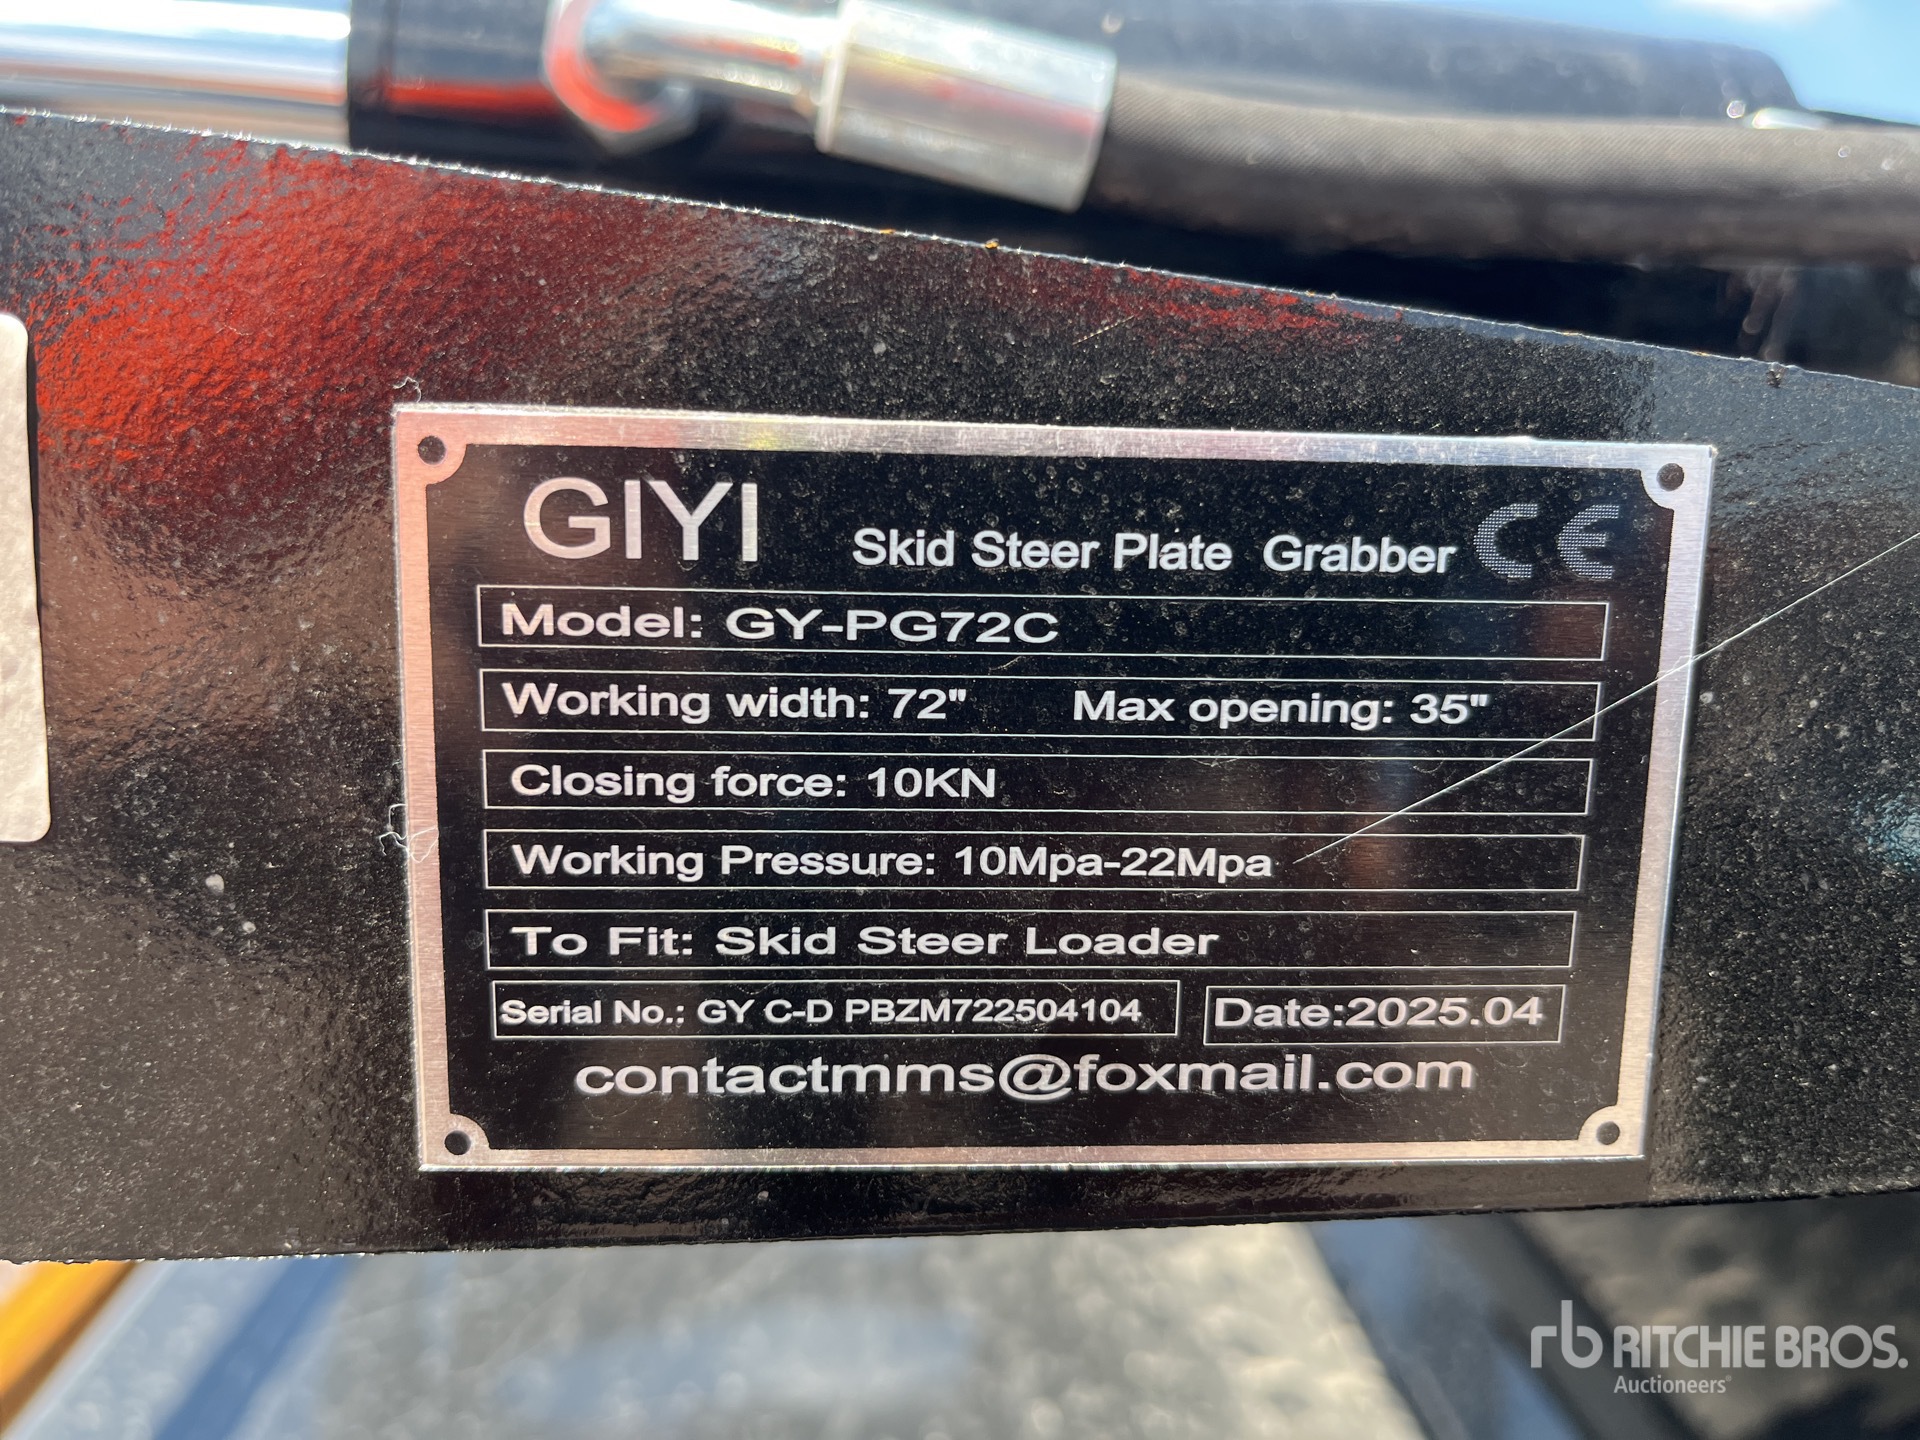 GIYI Skid Steer Plate Grabber CE
Model: GY-PG72C
Working width: 72" Max opening: 35"
Closing force: 10KN
Working Pressure: 10Mpa-22Mpa
To Fit: Skid Steer Loader
Serial No.: GY C-D PBZM722504104 Date:2025.04
contactmms@foxmail.com
rb RITCHIE BROS.
Auctioneers